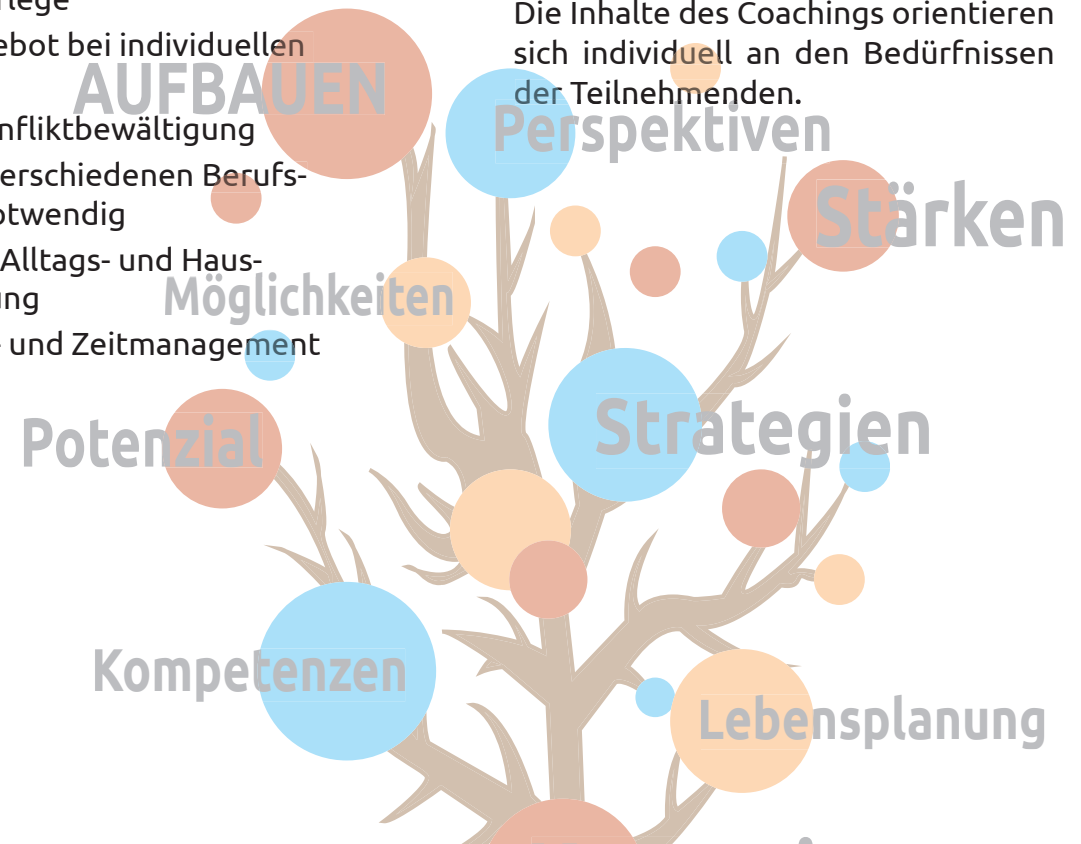 ebot bei individuellen
nfliktbewältigung
erschiedenen Berufs-
otwendig
Alltags- und Haus-
ung
- und Zeitmanagement
Die Inhalte des Coachings orientieren
sich individuell an den Bedürfnissen
der Teilnehmenden.
AUFBAUEN
Perspektiven
Stärken
Möglichkeiten
Strategien
Potenzial
Kompetenzen
Lebensplanung